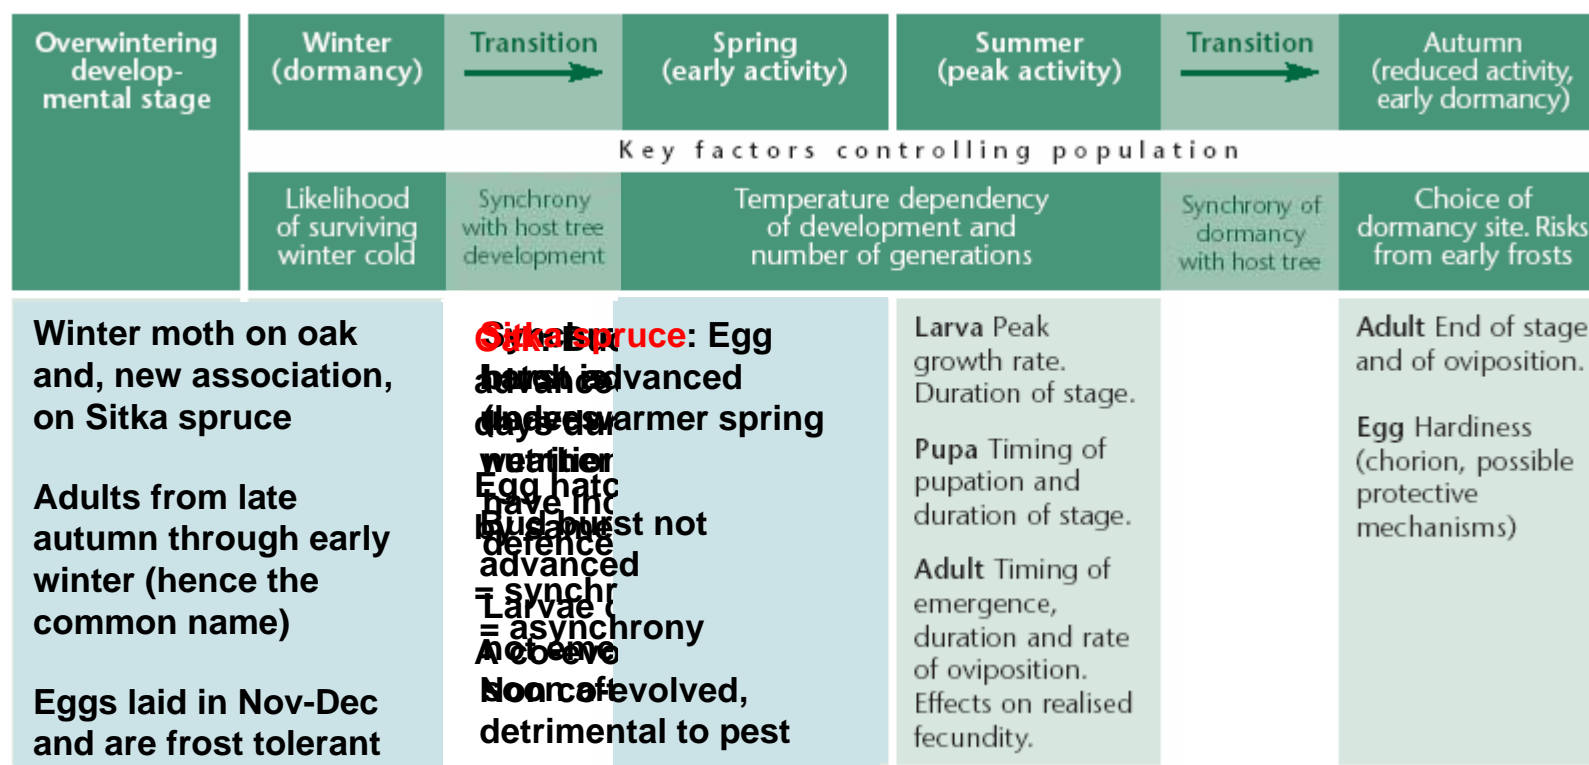 Overwintering
develop-
mental stage
Winter
(dormancy)
Transition
Spring
(early activity)
Summer
(peak activity)
Transition
Autumn
(reduced activity,
early dormancy)
Key factors controlling population
Likelihood
of surviving
winter cold
Synchrony
with host tree
development
Temperature dependency
of development and
number of generations
Synchrony of
dormancy
with host tree
Choice of
dormancy site. Risks
from early frosts
Winter moth on oak
and, new association,
on Sitka spruce
Adults from late
autumn through early
winter (hence the
common name)
Eggs laid in Nov-Dec
and are frost tolerant
Sitka spruce: Egg
advanced
warmer spring
Egg hatc
Bud burst not
advanced
= asynchrony
Non co-evolved,
detrimental to pest
Larva Peak
growth rate.
Duration of stage.
Pupa Timing of
pupation and
duration of stage.
Adult Timing of
emergence,
duration and rate
of oviposition.
Effects on realised
fecundity.
Adult End of stage
and of oviposition.
Egg Hardiness
(chorion, possible
protective
mechanisms)